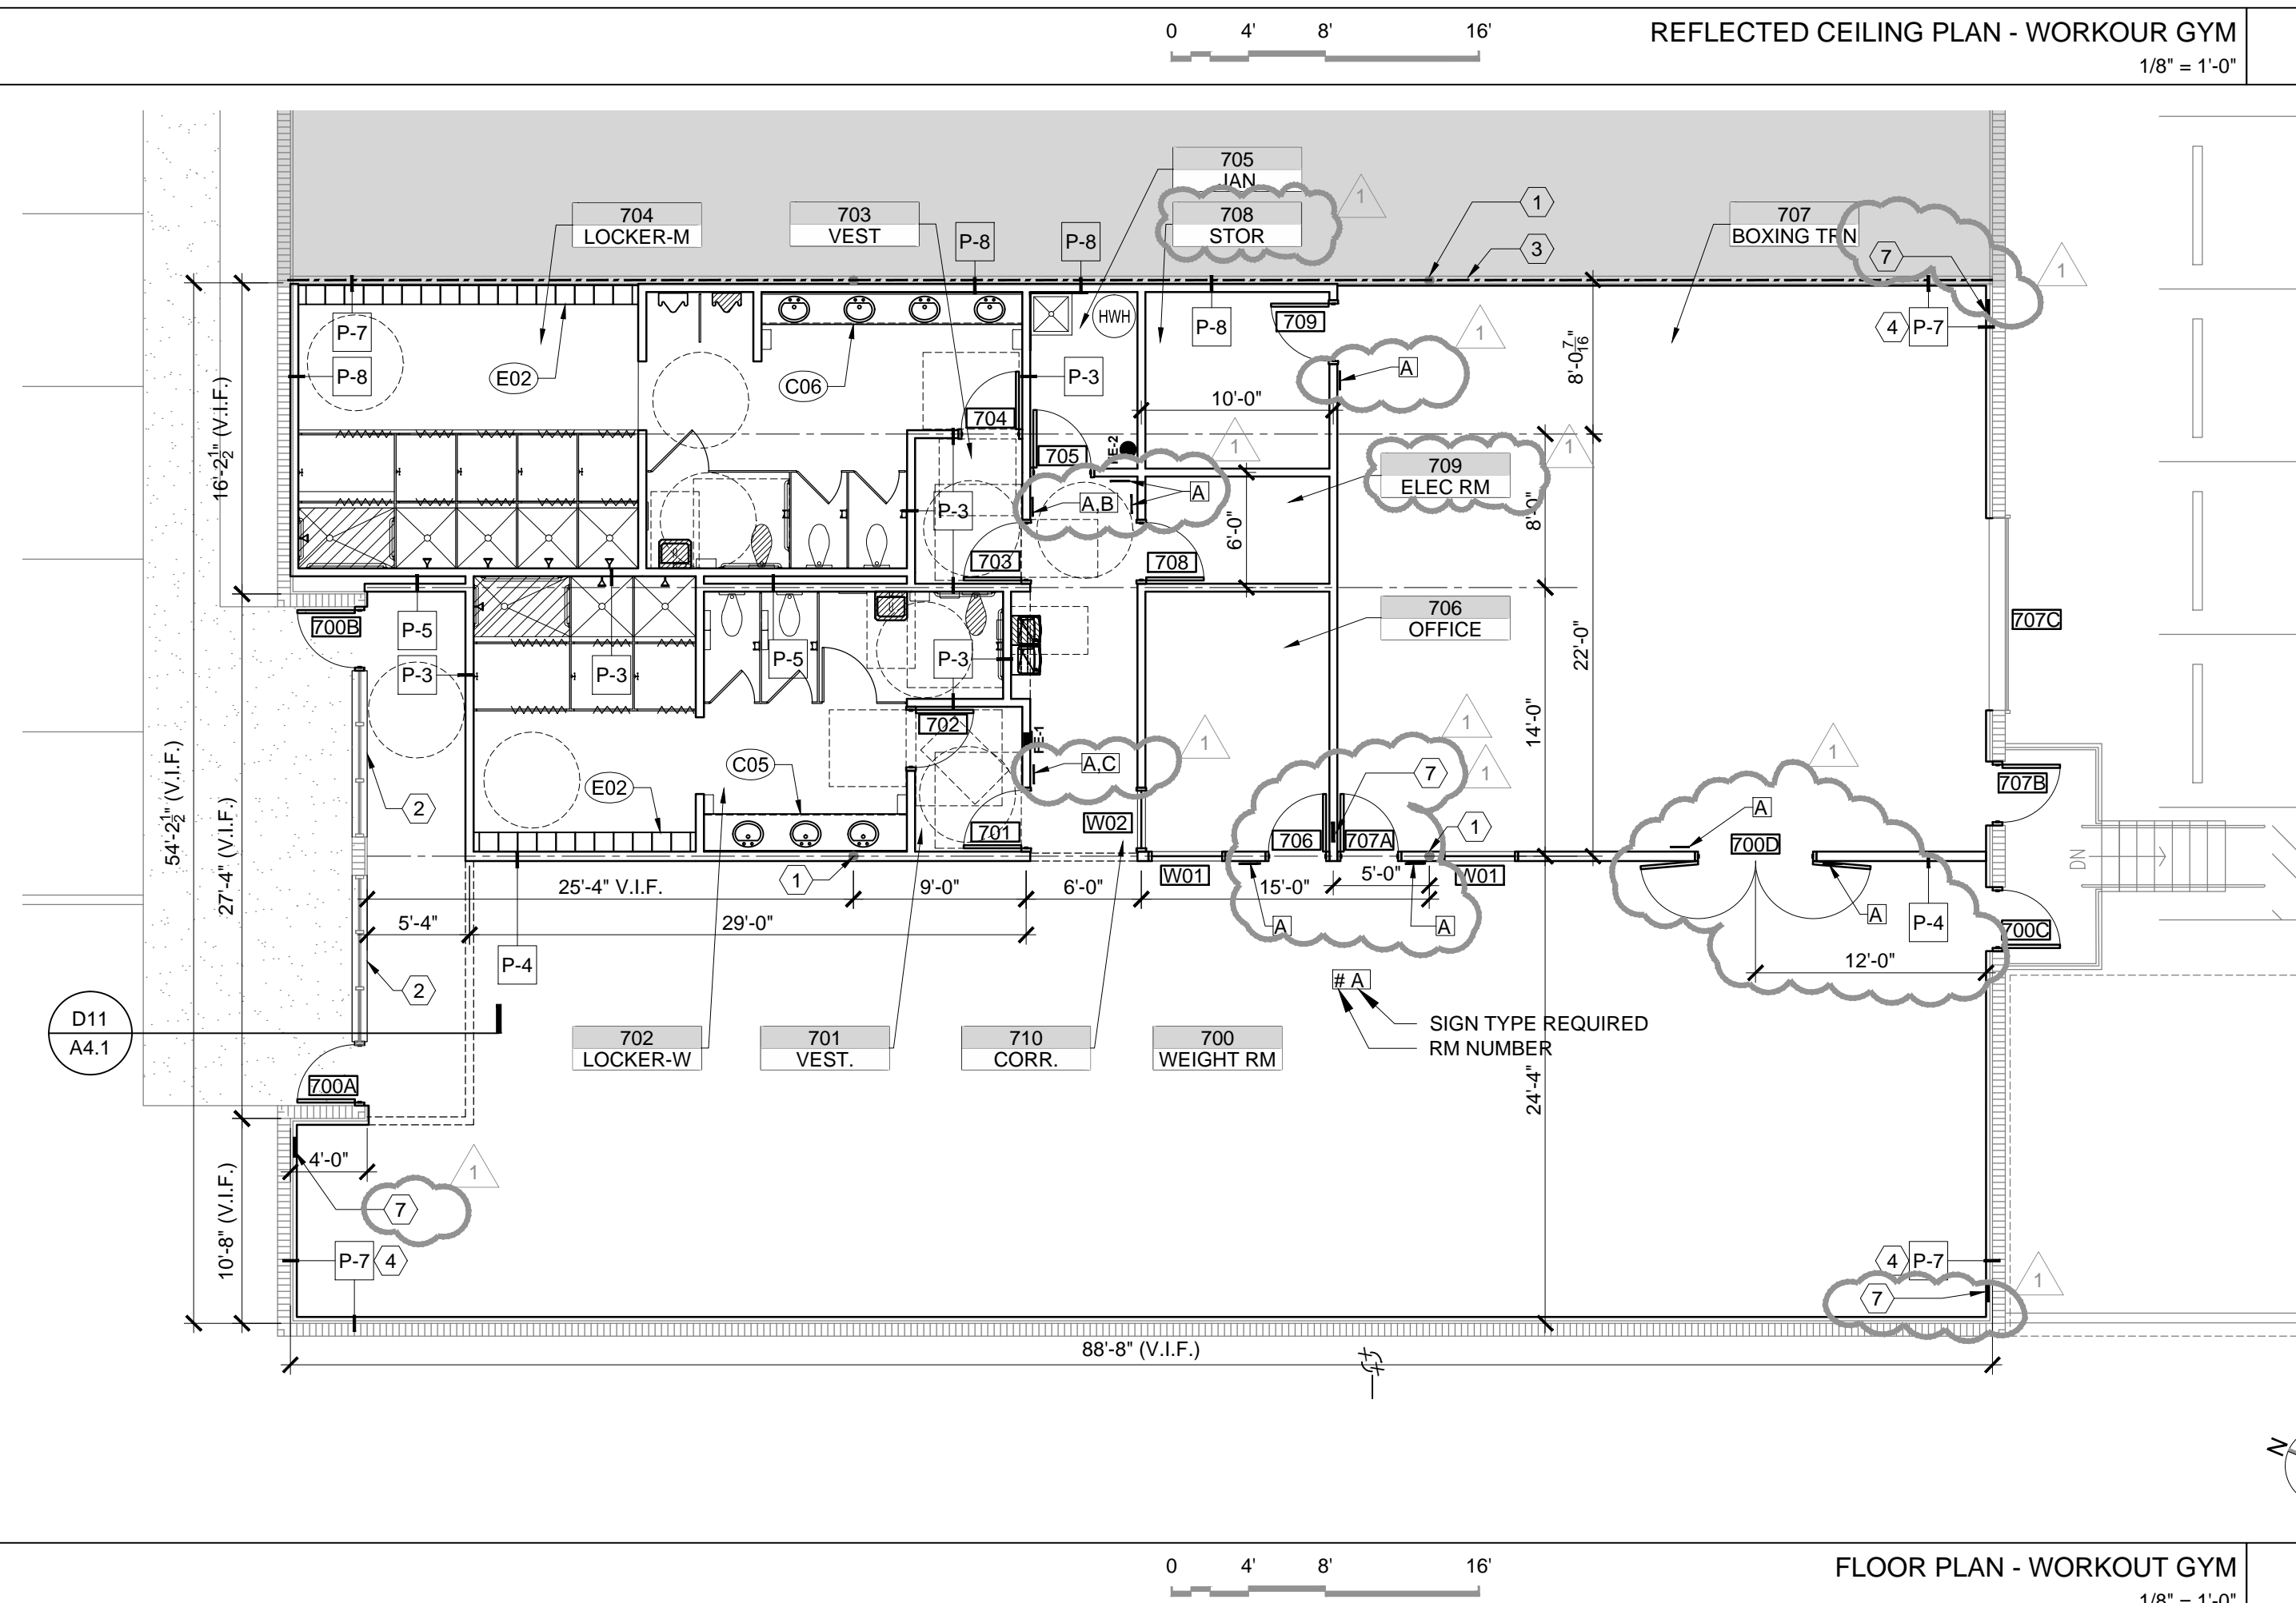 0 4' 8' 16'
REFLECTED CEILING PLAN - WORKOUR GYM
1/8" = 1'-0"
705
JAN
704
LOCKER-M
703
VEST
P-8
P-8
708
STOR
1
1
3
707
BOXING TRN
7
1
P-7
P-8
E02
C06
704
HWH
P-3
P-8
709
1
A
10'-0"
8'-0 7/16"
4
P-7
16'-2 1/2" (V.I.F.)
705
FE-2
1
709
ELEC RM
1
A,B
A
P-3
6'-0"
8'-0"
703
708
700B
P-5
P-3
P-3
P-5
P-3
706
OFFICE
22'-0"
707C
702
FE-1
14'-0"
1
1
1
1
A,C
7
2
C05
E02
54'-2 1/2" (V.I.F.)
27'-4" (V.I.F.)
701
W02
706
707A
1
A
700D
707B
DN
1
W01
W01
25'-4" V.I.F.
9'-0"
6'-0"
15'-0"
5'-0"
5'-4"
29'-0"
A
A
A
P-4
700C
P-4
2
12'-0"
# A
SIGN TYPE REQUIRED
RM NUMBER
D11
A4.1
702
LOCKER-W
701
VEST.
710
CORR.
700
WEIGHT RM
24'-4"
700A
4'-0"
1
7
10'-8" (V.I.F.)
P-7
4
4
P-7
1
7
88'-8" (V.I.F.)
N
0 4' 8' 16'
FLOOR PLAN - WORKOUT GYM
1/8" = 1'-0"